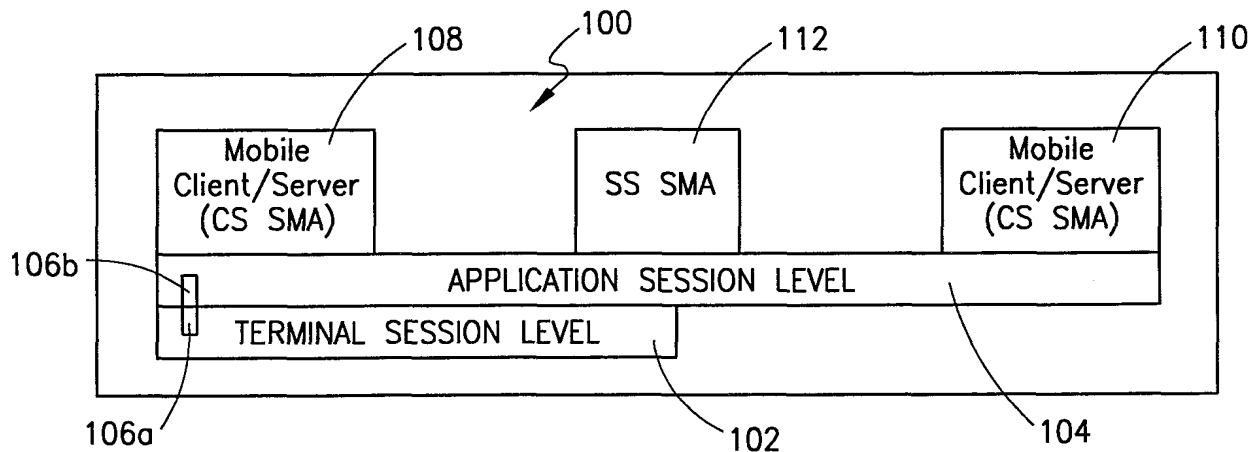 108
100
112
110
Mobile
Client/Server
(CS SMA)
SS SMA
Mobile
Client/Server
(CS SMA)
106b
APPLICATION SESSION LEVEL
TERMINAL SESSION LEVEL
106a
102
104